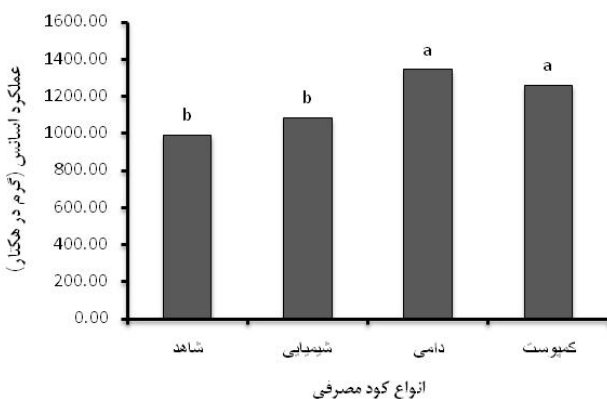 1600.00
1400.00
1200.00
1000.00
800.00
600.00
400.00
200.00
0.00
عملکرد اسانس (گرم در هکتار)
b
b
a
a
شاهد
شیمیایی
دامی
کمپوست
انواع کود مصرفی